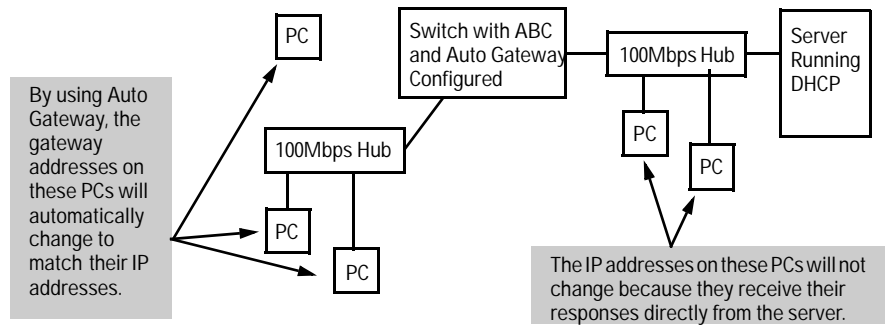 PC
Switch with ABC
and Auto Gateway
Configured
100Mbps Hub
Server
Running
DHCP
By using Auto
Gateway, the
gateway
addresses on
these PCs will
automatically
change to
match their IP
addresses.
100Mbps Hub
PC
PC
PC
PC
The IP addresses on these PCs will not
change because they receive their
responses directly from the server.